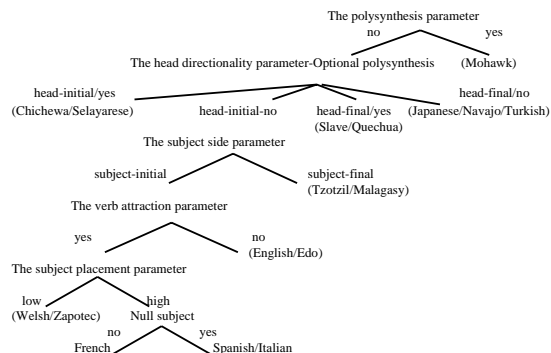 The polysynthesis parameter
no yes
The head directionality parameter-Optional polysynthesis (Mohawk)
head-initial/yes head-final/no
(Chichewa/Selayarese) head-initial-no head-final/yes (Japanese/Navajo/Turkish)
(Slave/Quechua)
The subject side parameter
subject-initial subject-final
(Tzotzil/Malagasy)
The verb attraction parameter
yes no
(English/Edo)
The subject placement parameter
low high
(Welsh/Zapotec) Null subject
no yes
French Spanish/Italian